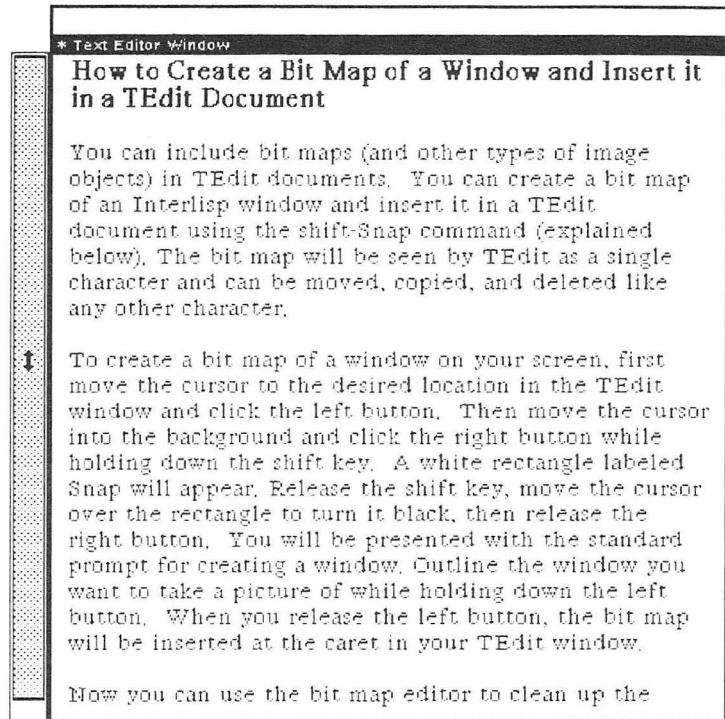 * Text Editor Window
How to Create a Bit Map of a Window and Insert it
in a TEdit Document
You can include bit maps (and other types of image
objects) in TEdit documents. You can create a bit map
of an Interlisp window and insert it in a TEdit
document using the shift-Snap command (explained
below). The bit map will be seen by TEdit as a single
character and can be moved, copied, and deleted like
any other character.
To create a bit map of a window on your screen, first
move the cursor to the desired location in the TEdit
window and click the left button. Then move the cursor
into the background and click the right button while
holding down the shift key. A white rectangle labeled
Snap will appear. Release the shift key, move the cursor
over the rectangle to turn it black, then release the
right button. You will be presented with the standard
prompt for creating a window. Outline the window you
want to take a picture of while holding down the left
button. When you release the left button, the bit map
will be inserted at the caret in your TEdit window.
Now you can use the bit map editor to clean up the